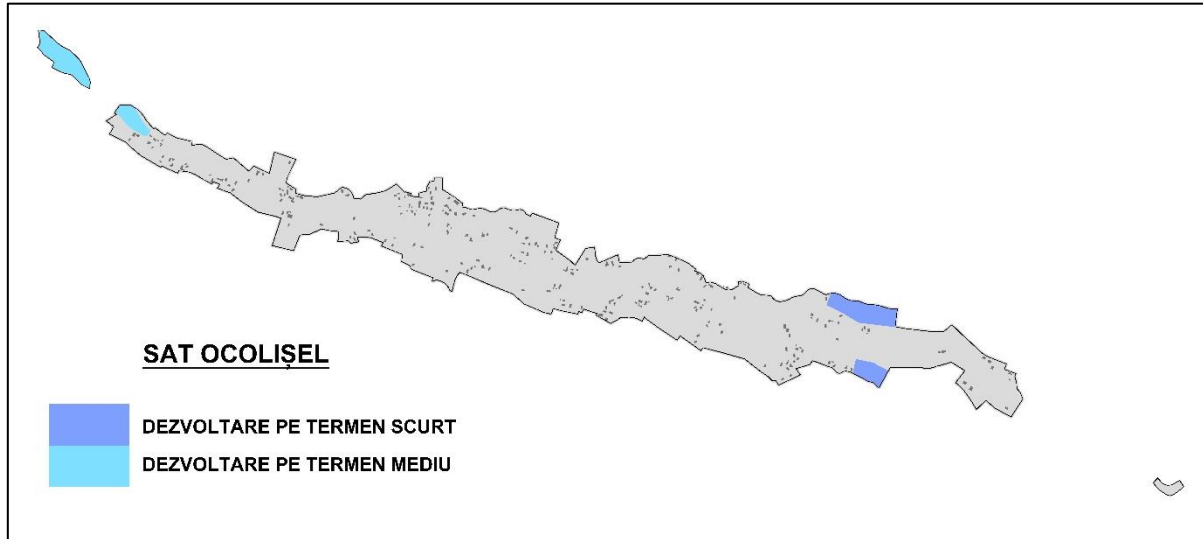 SAT OCOLIȘEL
DEZVOLTARE PE TERMEN SCURT
DEZVOLTARE PE TERMEN MEDIU